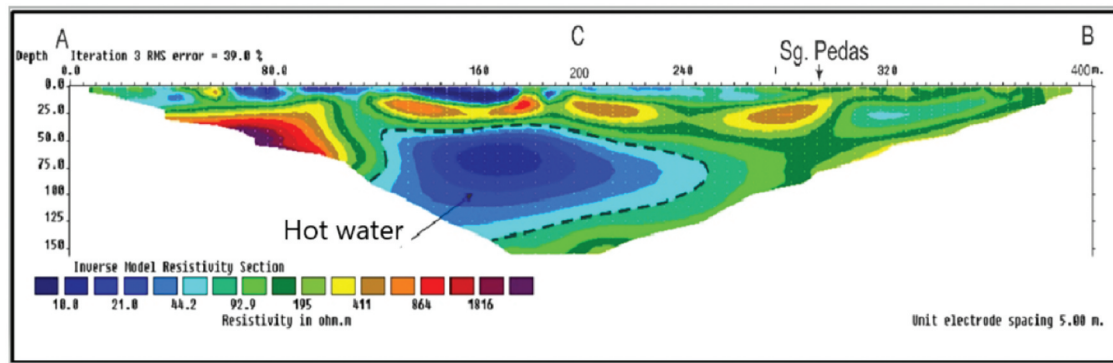 A C B
Sg. Pedas
Depth Iteration 3 RMS error = 39.0 %
0.0 80.0 160 200 240 320 400 m.
0.0
25.0
50.0
75.0
100
125
150
Hot water
Inverse Model Resistivity Section
10.0 21.0 44.2 92.9 195 411 864 1816
Resistivity in ohm.m
Unit electrode spacing 5.00 m.